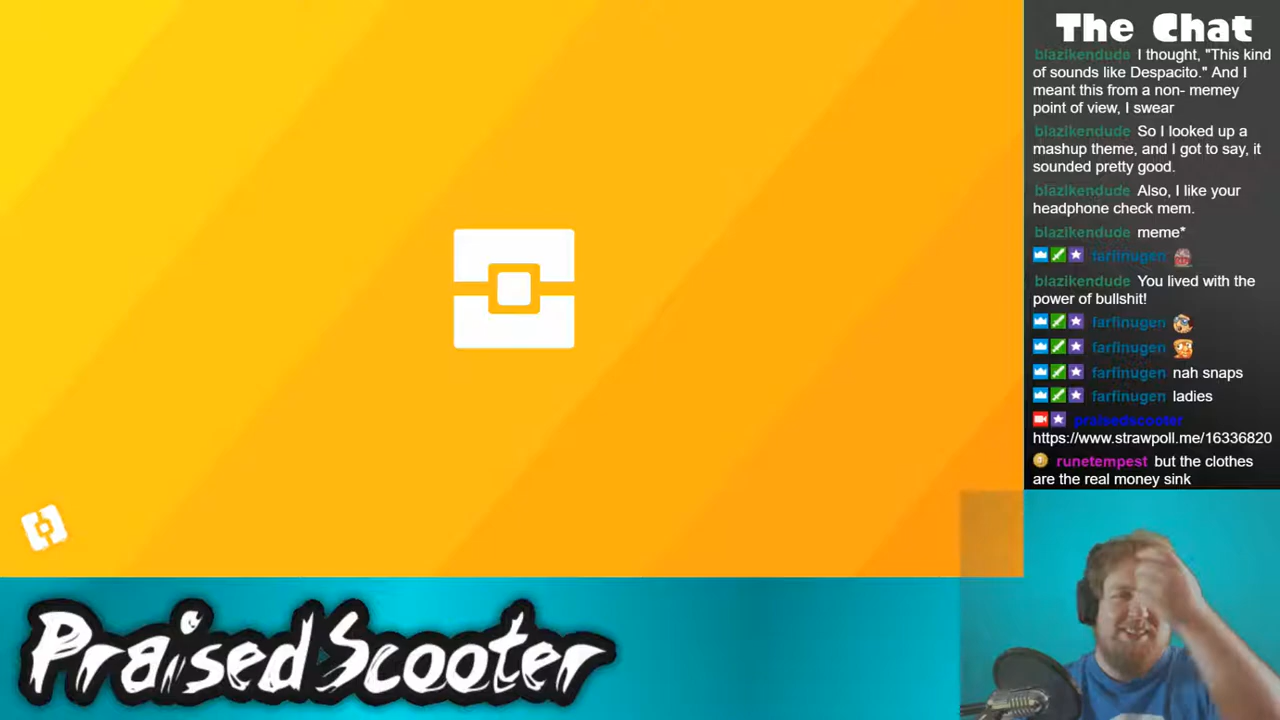 The Chat
blazikendude I thought, "This kind
of sounds like Despacito." And I
meant this from a non- memey
point of view, I swear
blazikendude So I looked up a
mashup theme, and I got to say, it
sounded pretty good.
blazikendude Also, I like your
headphone check mem.
blazikendude meme*
farfinugen
blazikendude You lived with the
power of bullshit!
farfinugen
farfinugen
farfinugen nah snaps
farfinugen ladies
praisedscooter
https://www.strawpoll.me/16336820
runetempest but the clothes
are the real money sink
PraisedScooter